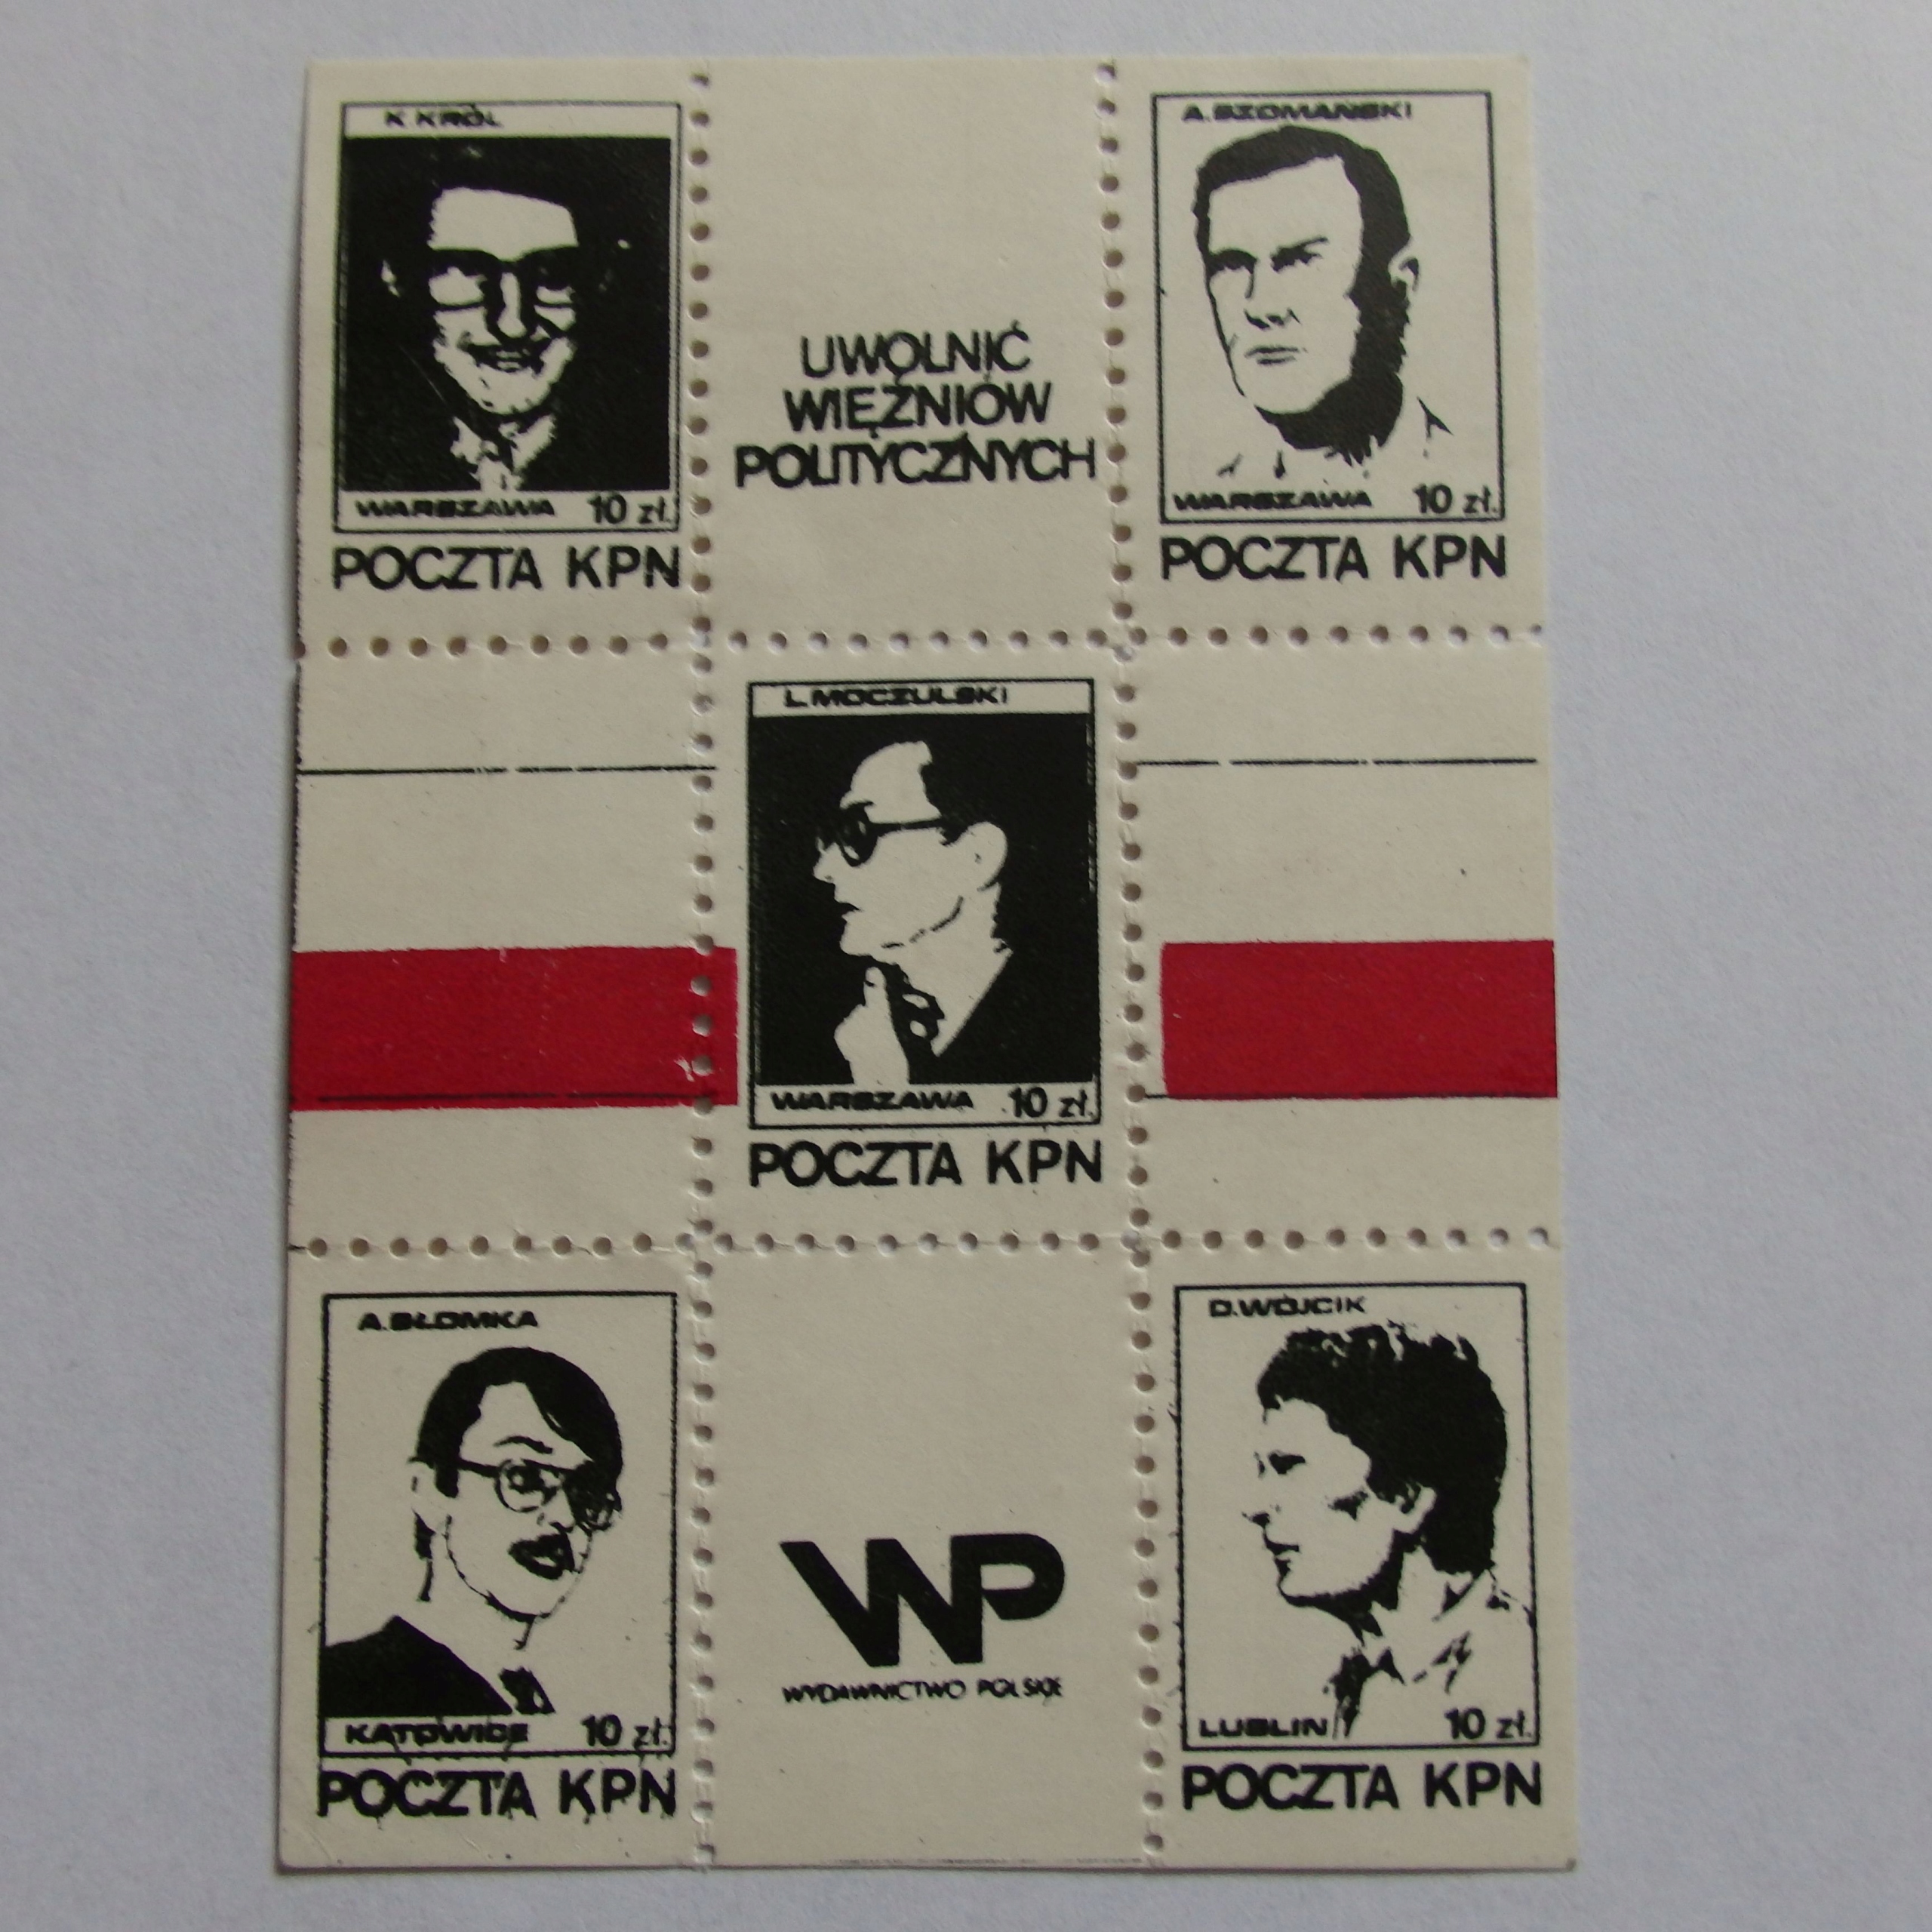 K. KRÓL
WARSZAWA 10 zł.
POCZTA KPN
UWOLNIĆ
WIĘŹNIÓW
POLITYCZNYCH
A. SZOMAŃSKI
WARSZAWA 10 zł.
POCZTA KPN
L. MOCZULSKI
WARSZAWA 10 zł.
POCZTA KPN
A. SŁOMKA
KATOWICE 10 zł.
POCZTA KPN
WP
WYDAWNICTWO POLSKIE
D. WÓJCIK
LUBLIN 10 zł.
POCZTA KPN